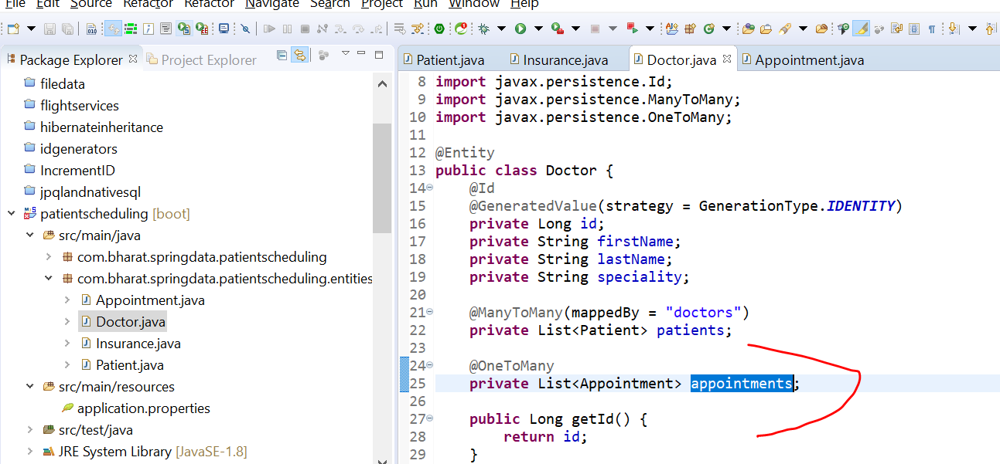 File Edit Source Refactor Refactor Navigate Search Project Run Window Help
Package Explorer Project Explorer
filedata
flightservices
hibernateinheritance
idgenerators
IncrementID
jpqlandnativesql
patientscheduling [boot]
src/main/java
com.bharat.springdata.patientscheduling
com.bharat.springdata.patientscheduling.entities
Appointment.java
Doctor.java
Insurance.java
Patient.java
src/main/resources
application.properties
src/test/java
JRE System Library [JavaSE-1.8]
Patient.java Insurance.java Doctor.java Appointment.java
8 import javax.persistence.Id;
9 import javax.persistence.ManyToMany;
10 import javax.persistence.OneToMany;
11
12 @Entity
13 public class Doctor {
14 @Id
15 @GeneratedValue(strategy = GenerationType.IDENTITY)
16 private Long id;
17 private String firstName;
18 private String lastName;
19 private String speciality;
20
21 @ManyToMany(mappedBy = "doctors")
22 private List<Patient> patients;
23
24 @OneToMany
25 private List<Appointment> appointments;
26
27 public Long getId() {
28 return id;
29 }